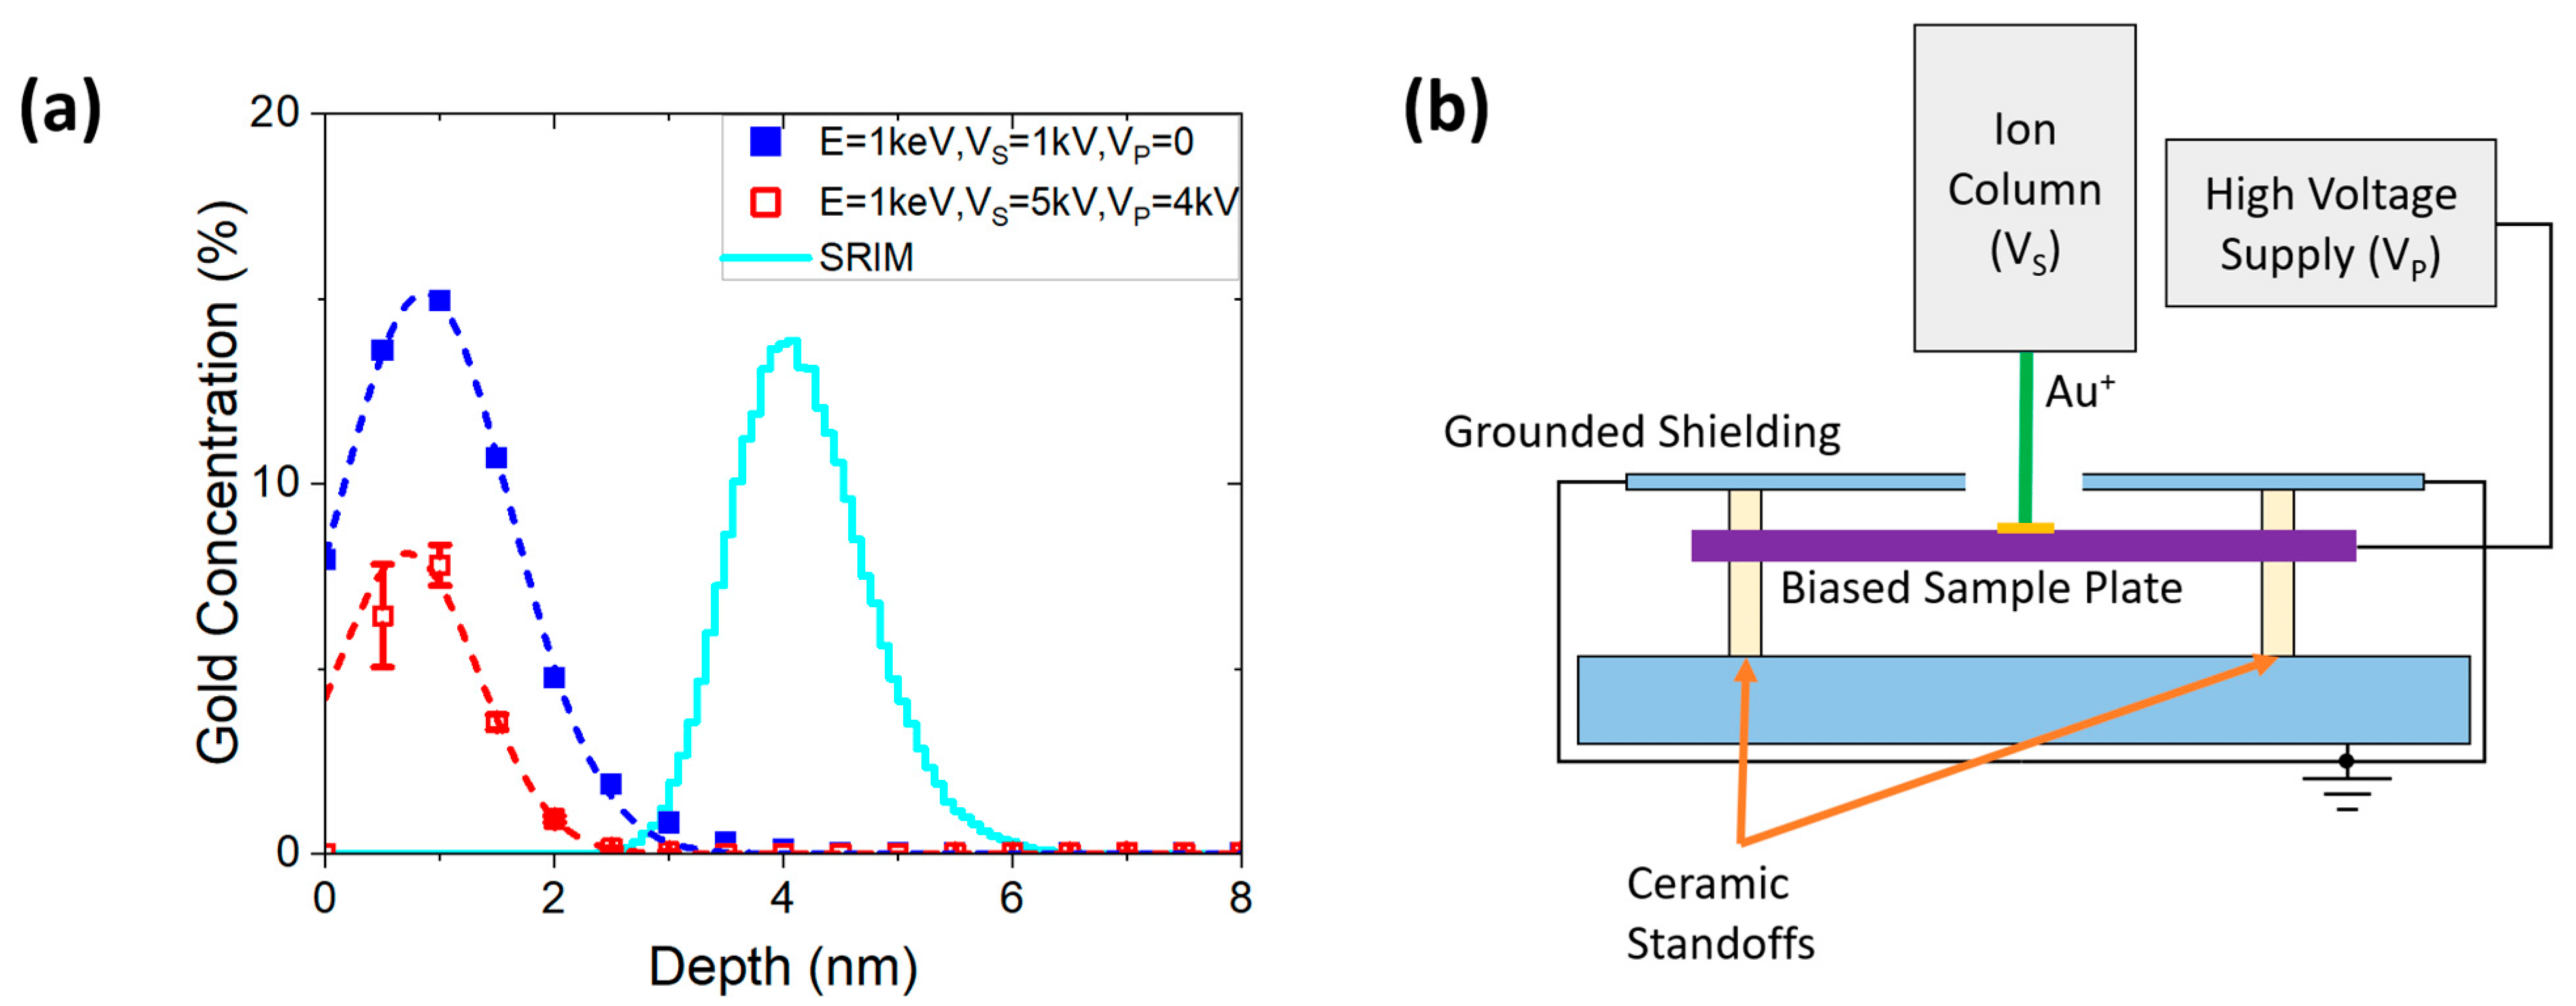 (a)
20
10
0
Gold Concentration (%)
E=1keV,V_S=1kV,V_P=0
E=1keV,V_S=5kV,V_P=4kV
SRIM
0 2 4 6 8
Depth (nm)
(b)
Ion
Column
(V_S)
High Voltage
Supply (V_P)
Au⁺
Grounded Shielding
Biased Sample Plate
Ceramic
Standoffs